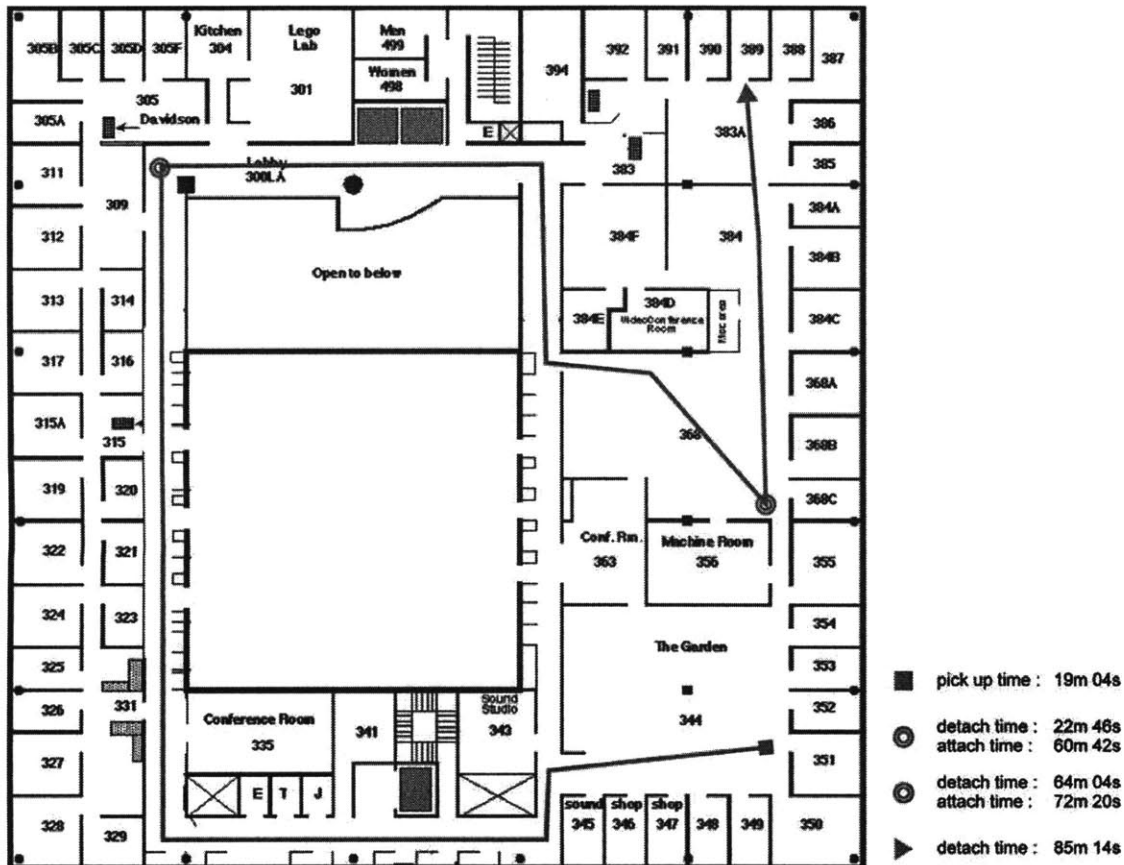 305B 305C 305D 305F
Kitchen
304
Lego
Lab
301
Men
499
Women
498
394
392 391 390 389 388
387
305
Davidson
305A
E
383A
386
385
311
Lobby
300LA
383
309
384A
312
384F
384
384B
Open to below
313
314
384E
384D
VideoConference
Room
384C
317
316
368A
315A
315
368
368B
319
320
368C
322
321
Conf. Rm.
363
Machine Room
356
355
324
323
354
The Garden
325
353
326
331
Conference Room
335
341
Sound
Studio
343
344
352
327
351
E T J
328
329
sound
345
shop
346
shop
347
348
349
350
pick up time : 19m 04s
detach time : 22m 46s
attach time : 60m 42s
detach time : 64m 04s
attach time : 72m 20s
detach time : 85m 14s